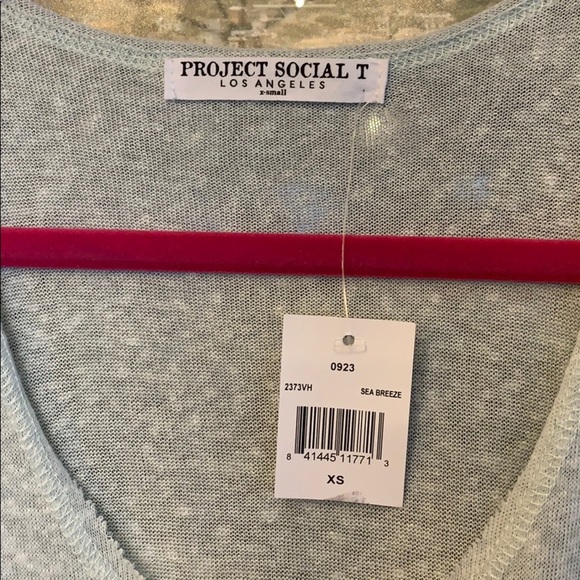 PROJECT SOCIAL T
LOS ANGELES
x-small
0923
2373VH SEA BREEZE
8 41445 11771 3
XS